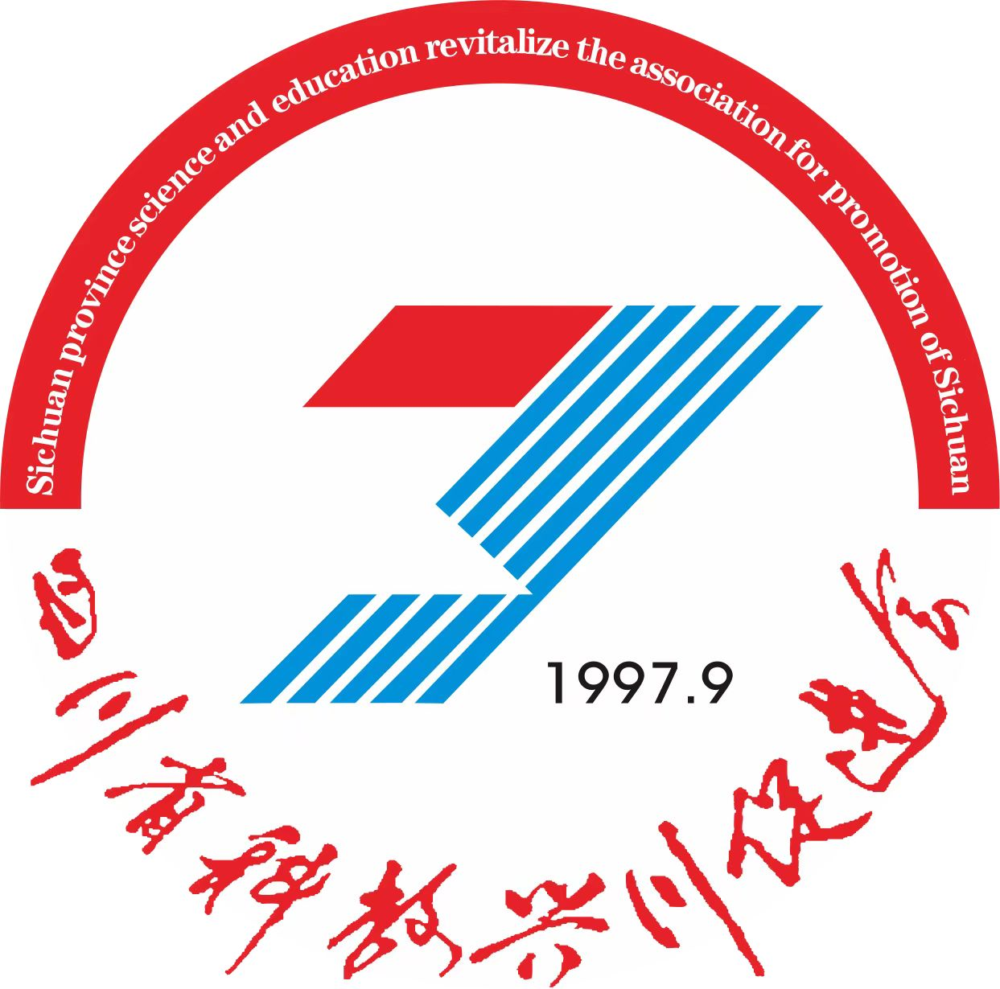 Sichuan province science and education revitalize the association for promotion of Sichuan
1997.9
四川省科教兴川促进会